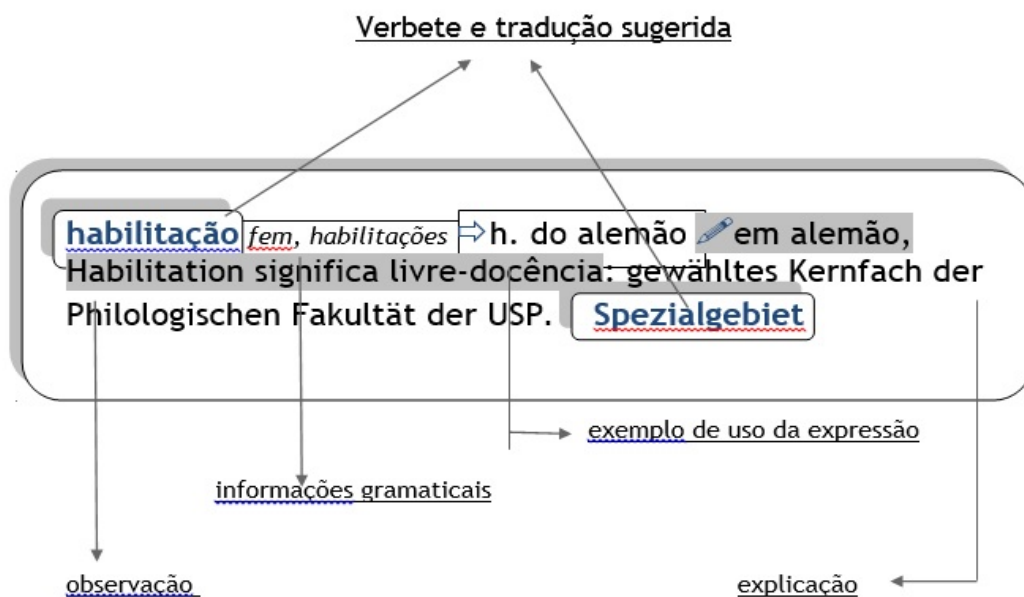 Verbete e tradução sugerida
habilitação fem, habilitações h. do alemão em alemão,
Habilitation significa livre-docência: gewähltes Kernfach der
Philologischen Fakultät der USP. Spezialgebiet
exemplo de uso da expressão
informações gramaticais
observação
explicação